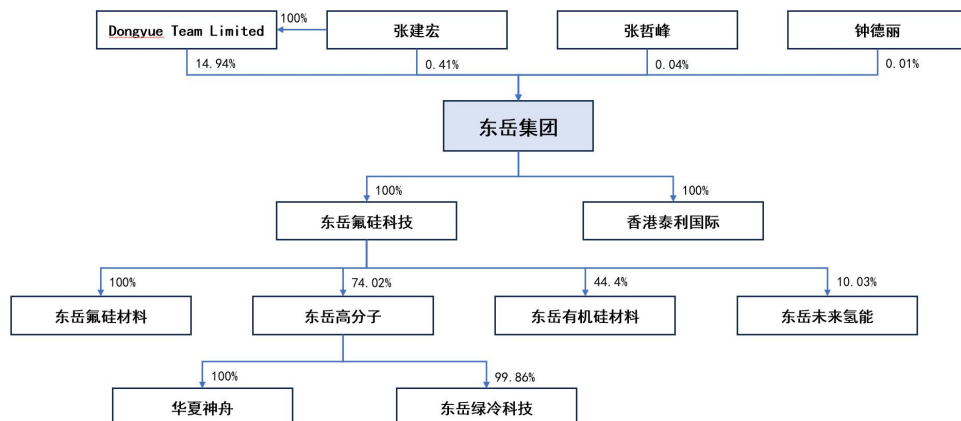 Dongyue Team Limited
100%
张建宏
张哲峰
钟德丽
14.94%
0.41%
0.04%
0.01%
东岳集团
100%
100%
东岳氟硅科技
香港泰利国际
100%
74.02%
44.4%
10.03%
东岳氟硅材料
东岳高分子
东岳有机硅材料
东岳未来氢能
100%
99.86%
华夏神舟
东岳绿冷科技